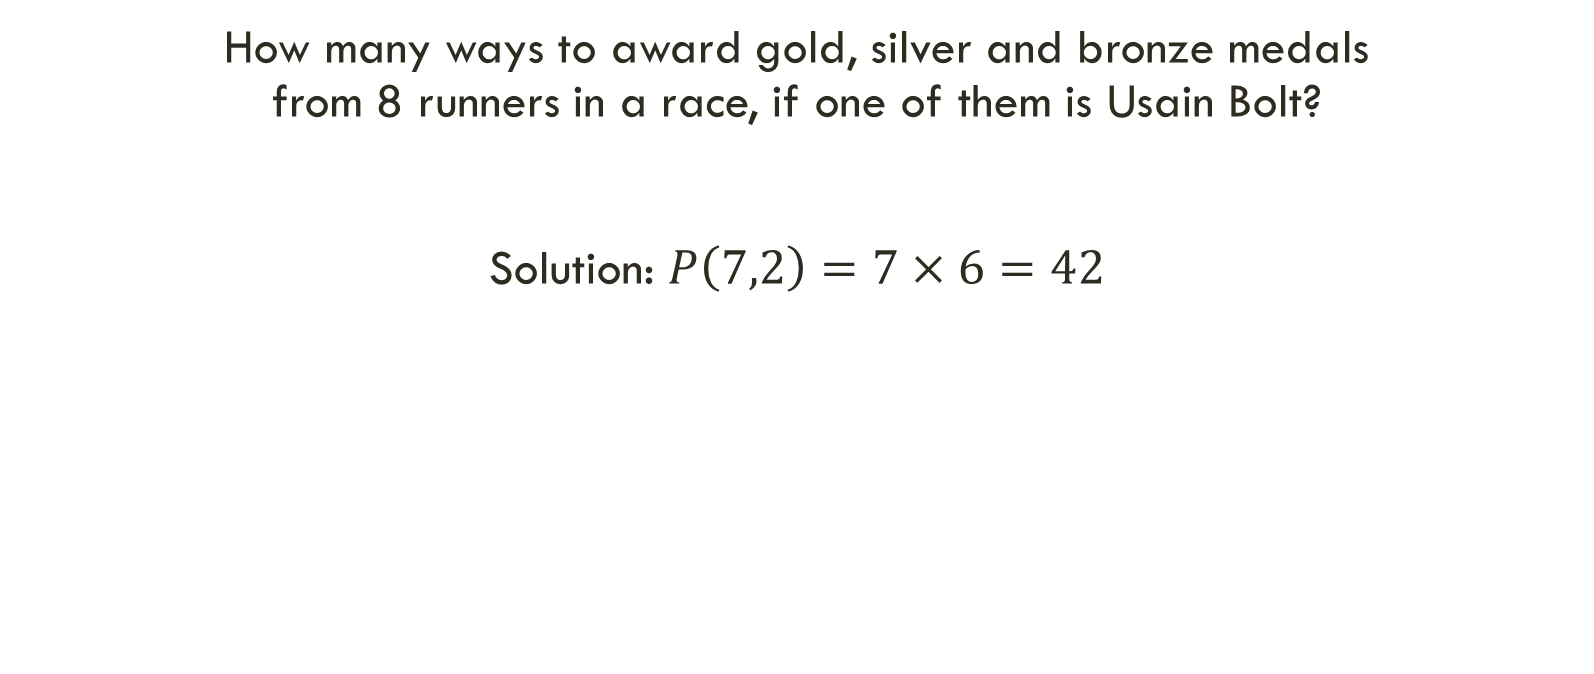 How many ways to award gold, silver and bronze medals
from 8 runners in a race, if one of them is Usain Bolt?
Solution: P(7,2) = 7 × 6 = 42